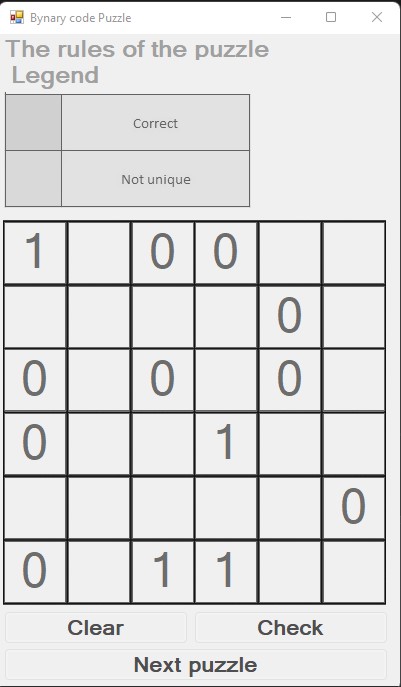 Bynary code Puzzle
The rules of the puzzle
Legend
Correct
Not unique
1 0 0
0
0 0 0
0 1
0
0 1 1
Clear Check
Next puzzle